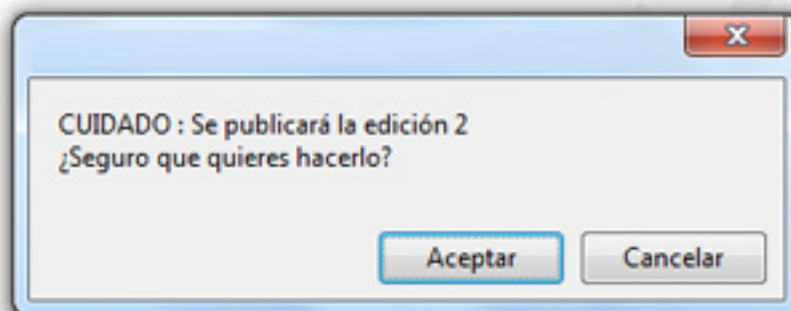 CUIDADO : Se publicará la edición 2
¿Seguro que quieres hacerlo?
Aceptar
Cancelar